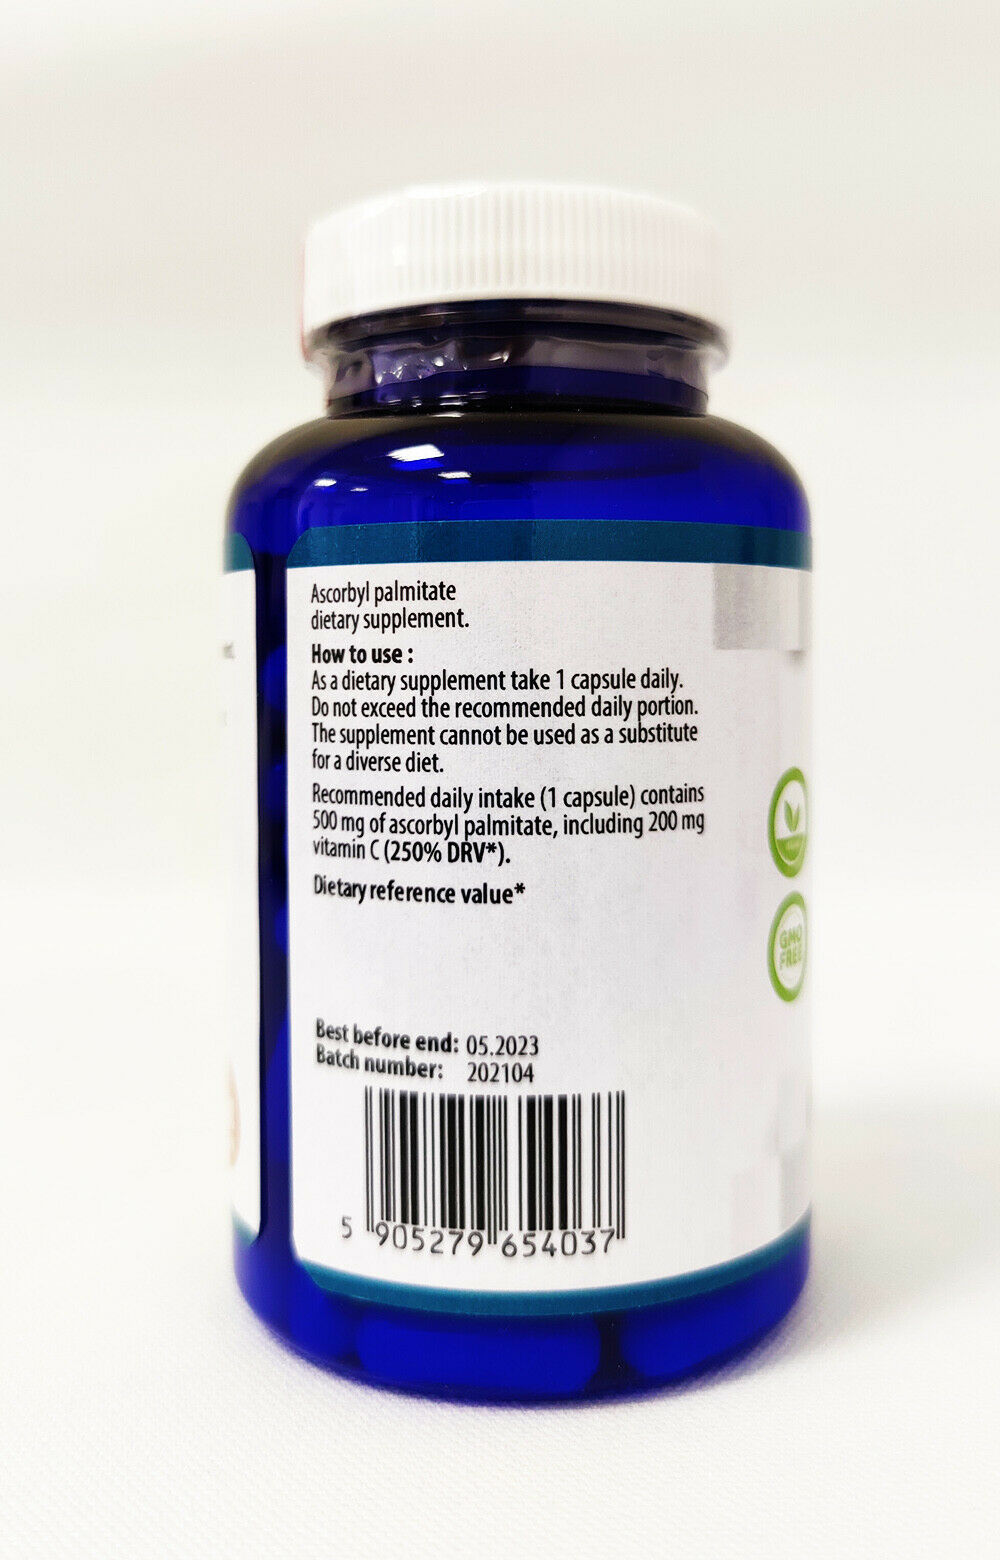 Ascorbyl palmitate
dietary supplement.
How to use :
As a dietary supplement take 1 capsule daily.
Do not exceed the recommended daily portion.
The supplement cannot be used as a substitute
for a diverse diet.
Recommended daily intake (1 capsule) contains
500 mg of ascorbyl palmitate, including 200 mg
vitamin C (250% DRV*).
Dietary reference value*
GMO
FREE
Best before end: 05.2023
Batch number: 202104
5 905279 654037